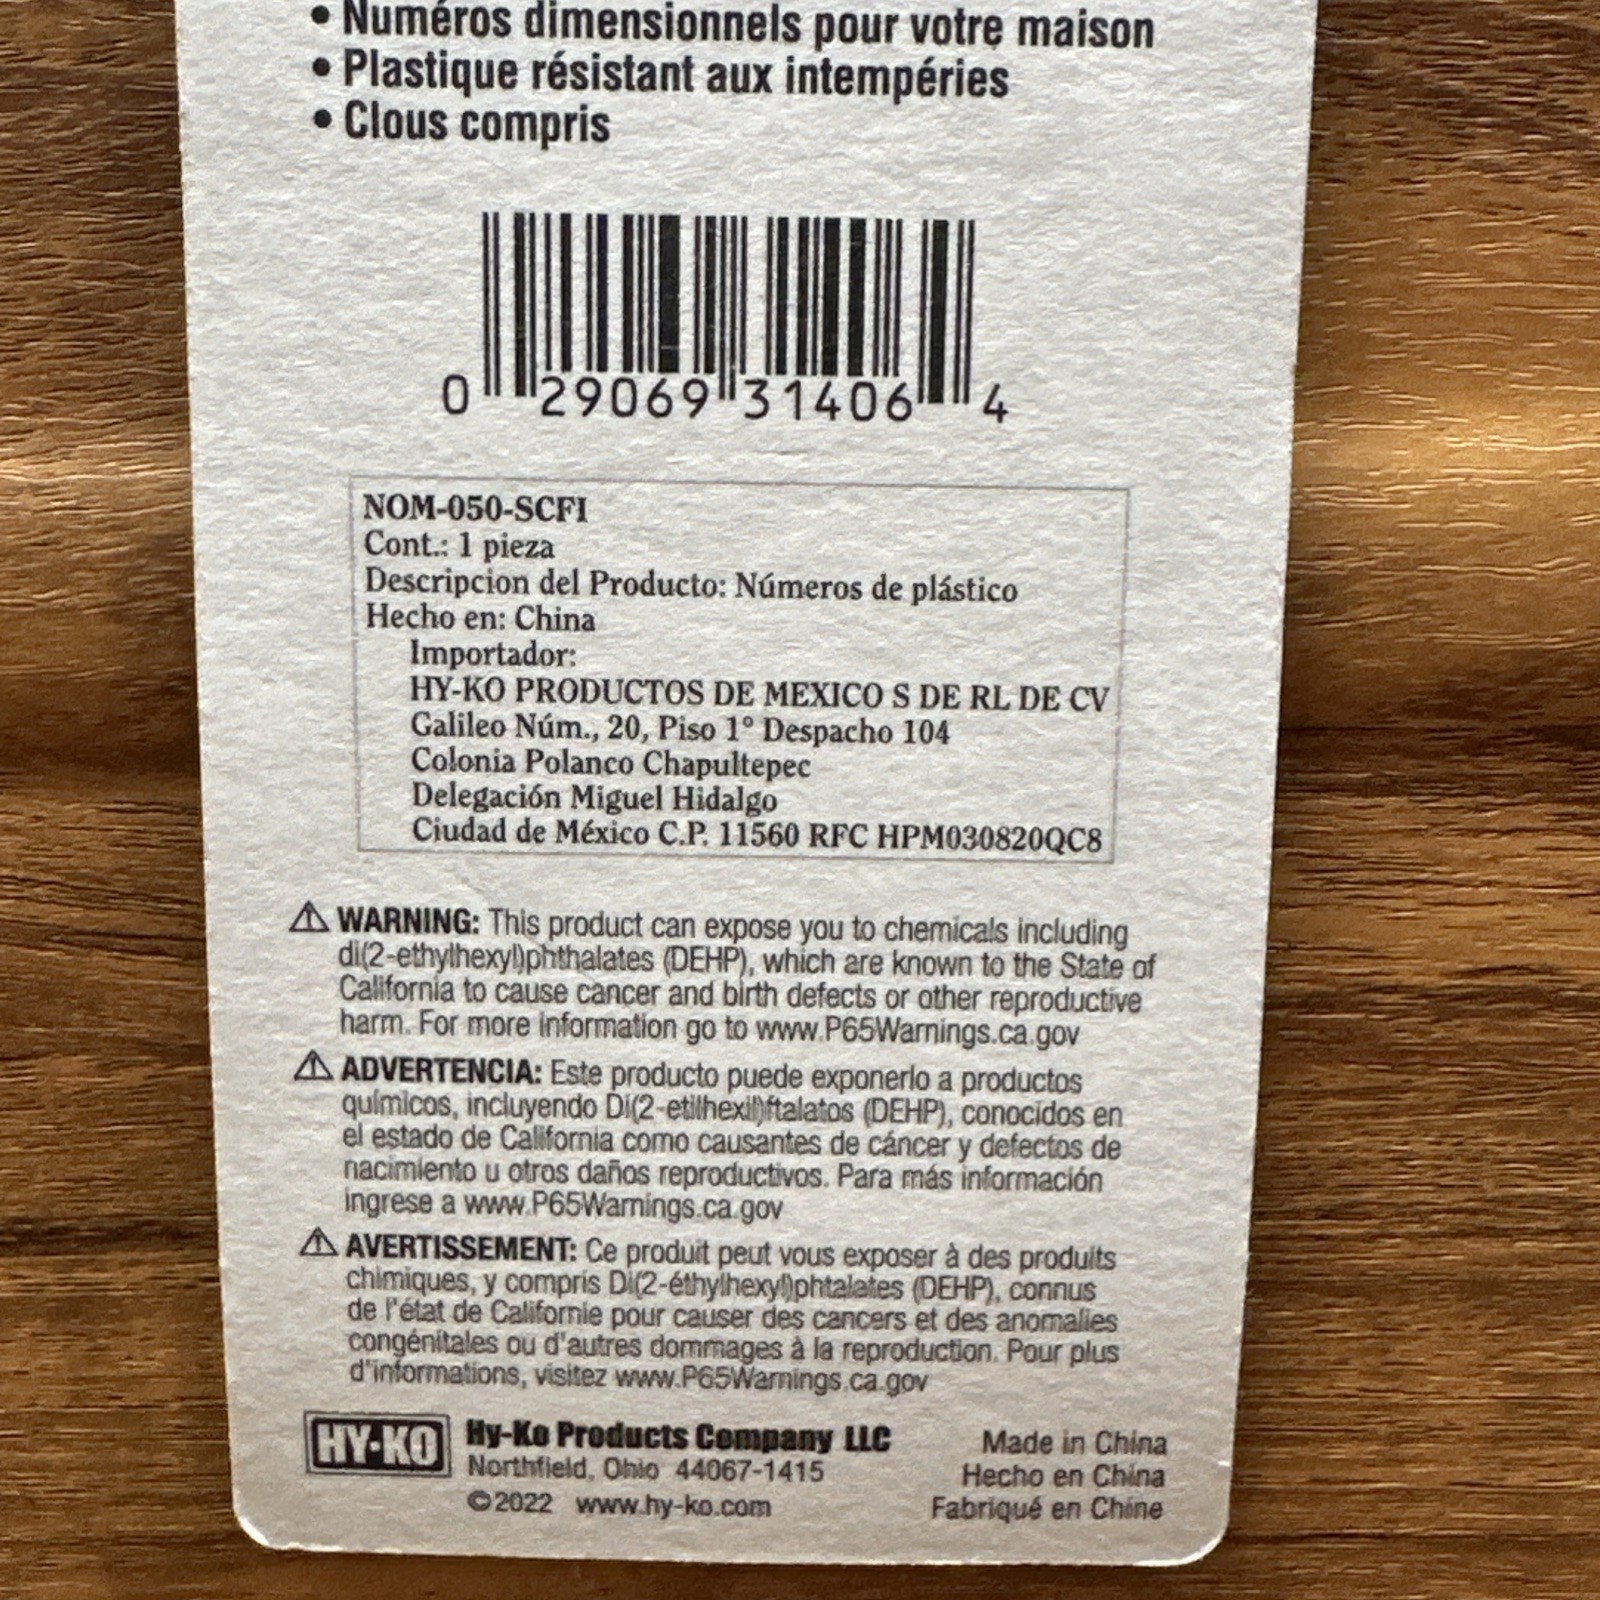 • Numéros dimensionnels pour votre maison
• Plastique résistant aux intempéries
• Clous compris
0 29069 31406 4
NOM-050-SCFI
Cont.: 1 pieza
Descripcion del Producto: Números de plástico
Hecho en: China
Importador:
HY-KO PRODUCTOS DE MEXICO S DE RL DE CV
Galileo Núm., 20, Piso 1° Despacho 104
Colonia Polanco Chapultepec
Delegación Miguel Hidalgo
Ciudad de México C.P. 11560 RFC HPM030820QC8
⚠ WARNING: This product can expose you to chemicals including
di(2-ethylhexyl)phthalates (DEHP), which are known to the State of
California to cause cancer and birth defects or other reproductive
harm. For more information go to www.P65Warnings.ca.gov
⚠ ADVERTENCIA: Este producto puede exponerlo a productos
químicos, incluyendo Di(2-etilhexil)ftalatos (DEHP), conocidos en
el estado de California como causantes de cáncer y defectos de
nacimiento u otros daños reproductivos. Para más información
ingrese a www.P65Warnings.ca.gov
⚠ AVERTISSEMENT: Ce produit peut vous exposer à des produits
chimiques, y compris Di(2-éthylhexyl)phtalates (DEHP), connus
de l'état de Californie pour causer des cancers et des anomalies
congénitales ou d'autres dommages à la reproduction. Pour plus
d'informations, visitez www.P65Warnings.ca.gov
HY-KO
Hy-Ko Products Company LLC
Northfield, Ohio 44067-1415
©2022 www.hy-ko.com
Made in China
Hecho en China
Fabriqué en Chine